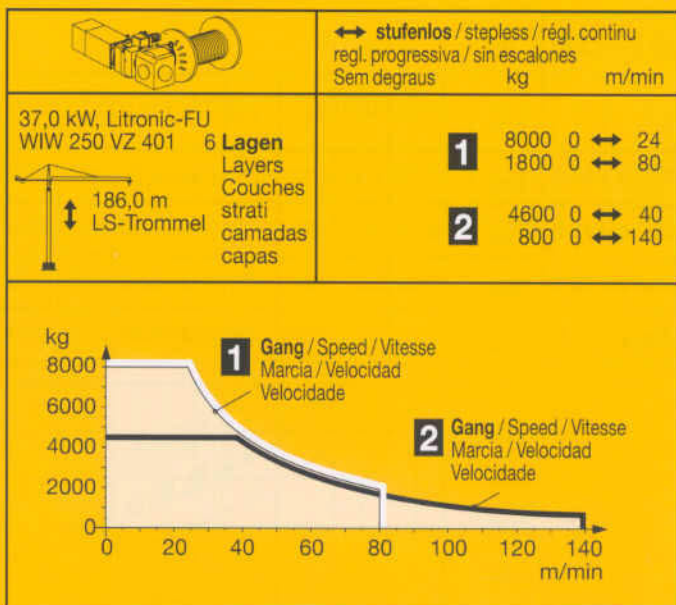 ↔ stufenlos / stepless / régl. continu
regl. progressiva / sin escalones
Sem degraus kg m/min
37,0 kW, Litronic-FU
WIW 250 VZ 401 6 Lagen
Layers
Couches
strati
camadas
capas
186,0 m
LS-Trommel
1 8000 0 ↔ 24
1800 0 ↔ 80
2 4600 0 ↔ 40
800 0 ↔ 140
kg
8000
6000
4000
2000
0
1 Gang / Speed / Vitesse
Marcia / Velocidad
Velocidade
2 Gang / Speed / Vitesse
Marcia / Velocidad
Velocidade
0 20 40 60 80 100 120 140
m/min